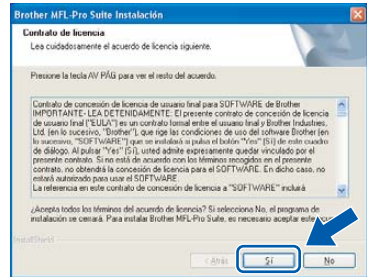 Brother MFL-Pro Suite Instalación
Contrato de licencia
Lea cuidadosamente el acuerdo de licencia siguiente.
Presione la tecla AV PÁG para ver el resto del acuerdo.
Contrato de concesión de licencia de usuario final para SOFTWARE de Brother
IMPORTANTE- LEA DETENIDAMENTE: El presente contrato de concesión de licencia
de usuario final ("EULA") es un contrato formal entre el usuario final y Brother Industries,
Ltd. (en lo sucesivo, "Brother"), que rige las condiciones de uso del software Brother (en
lo sucesivo, "SOFTWARE") que se instalará si pulsa el botón "Yes" (Sí) de este cuadro
de diálogo. Al pulsar "Yes" (Sí), usted admite expresamente quedar vinculado por el
presente contrato. Si no está de acuerdo con los términos recogidos en el presente
contrato, no obtendrá la concesión de licencia para el SOFTWARE. En dicho caso, no
estará autorizado para usar el SOFTWARE.
La referencia en este contrato de concesión de licencia a "SOFTWARE" incluirá
¿Acepta todos los términos del acuerdo de licencia? Si selecciona No, el programa de
instalación se cerrará. Para instalar Brother MFL-Pro Suite, es necesario aceptar este
InstallShield
< Atrás
Sí
No